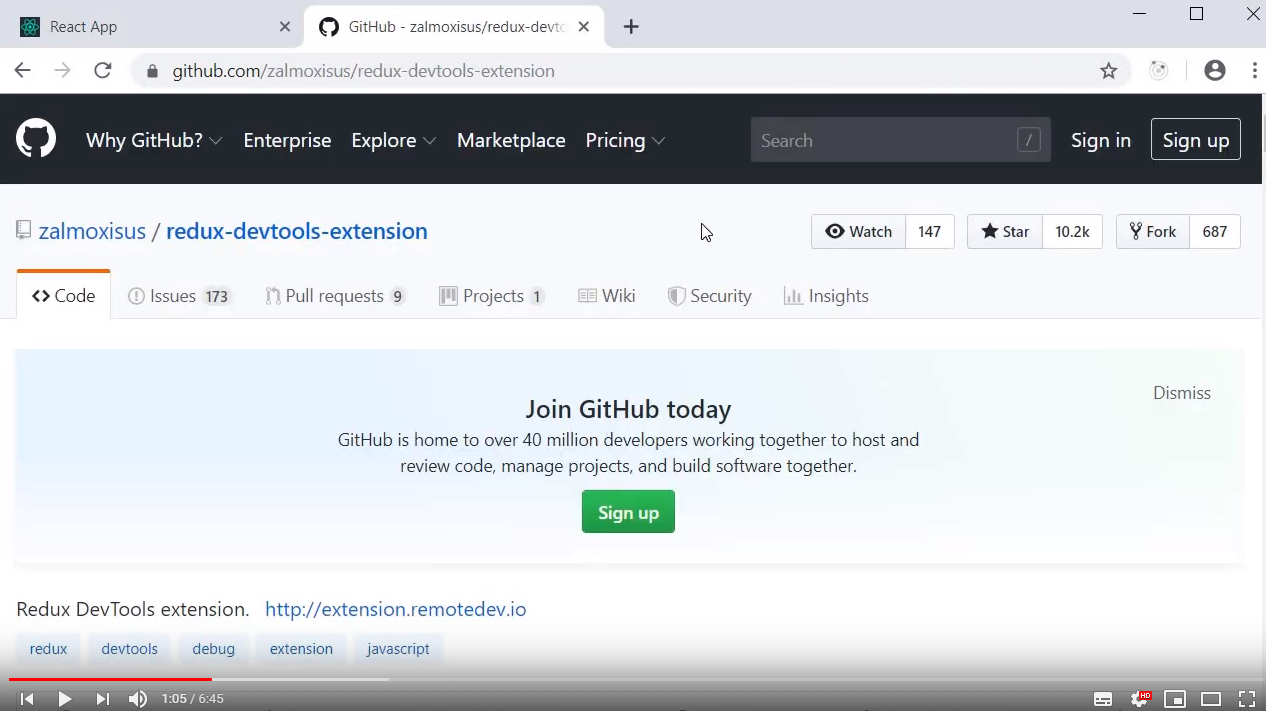 React App
GitHub - zalmoxisus/redux-devto
github.com/zalmoxisus/redux-devtools-extension
Why GitHub? Enterprise Explore Marketplace Pricing Search / Sign in Sign up
zalmoxisus / redux-devtools-extension Watch 147 Star 10.2k Fork 687
Code Issues 173 Pull requests 9 Projects 1 Wiki Security Insights
Dismiss
Join GitHub today
GitHub is home to over 40 million developers working together to host and
review code, manage projects, and build software together.
Sign up
Redux DevTools extension. http://extension.remotedev.io
redux devtools debug extension javascript
1:05 / 6:45 HD